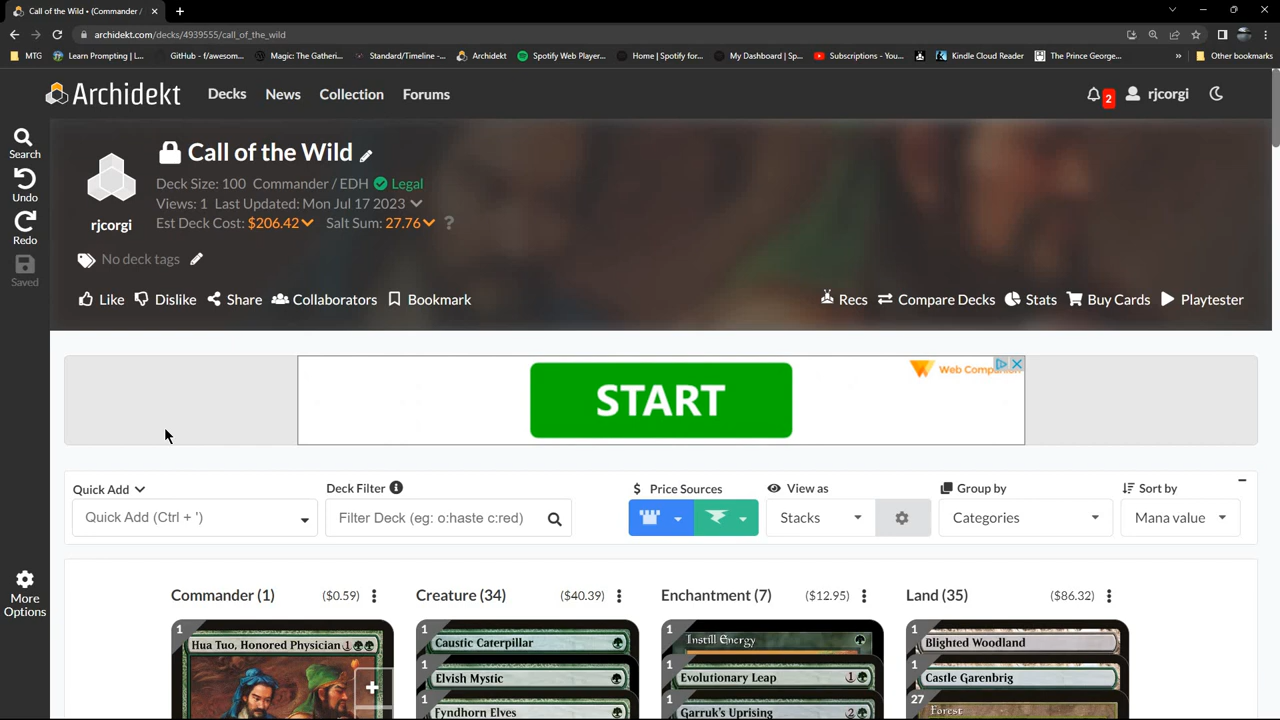 Call of the Wild • (Commander /
archidekt.com/decks/4939555/call_of_the_wild
MTG
Learn Prompting | L...
GitHub - f/awesom...
Magic: The Gatheri...
Standard/Timeline -...
Archidekt
Spotify Web Player...
Home | Spotify for...
My Dashboard | Sp...
Subscriptions - You...
Kindle Cloud Reader
The Prince George...
»
Other bookmarks
Archidekt
Decks
News
Collection
Forums
2
rjcorgi
Search
Undo
Redo
Saved
More Options
Call of the Wild
Deck Size: 100 Commander / EDH Legal
Views: 1 Last Updated: Mon Jul 17 2023
rjcorgi
Est Deck Cost: $206.42 Salt Sum: 27.76 ?
No deck tags
Like
Dislike
Share
Collaborators
Bookmark
Recs
Compare Decks
Stats
Buy Cards
Playtester
START
Web Companion
Quick Add
Deck Filter
$ Price Sources
View as
Group by
Sort by
Quick Add (Ctrl + ')
Filter Deck (eg: o:haste c:red)
Stacks
Categories
Mana value
Commander (1) ($0.59)
Creature (34) ($40.39)
Enchantment (7) ($12.95)
Land (35) ($86.32)
1
Hua Tuo, Honored Physician 1
1
Caustic Caterpillar
1
Elvish Mystic
1
Fyndhorn Elves
1
Instill Energy
1
Evolutionary Leap 1
1
Garruk's Uprising 2
1
Blighted Woodland
1
Castle Garenbrig
27
Forest